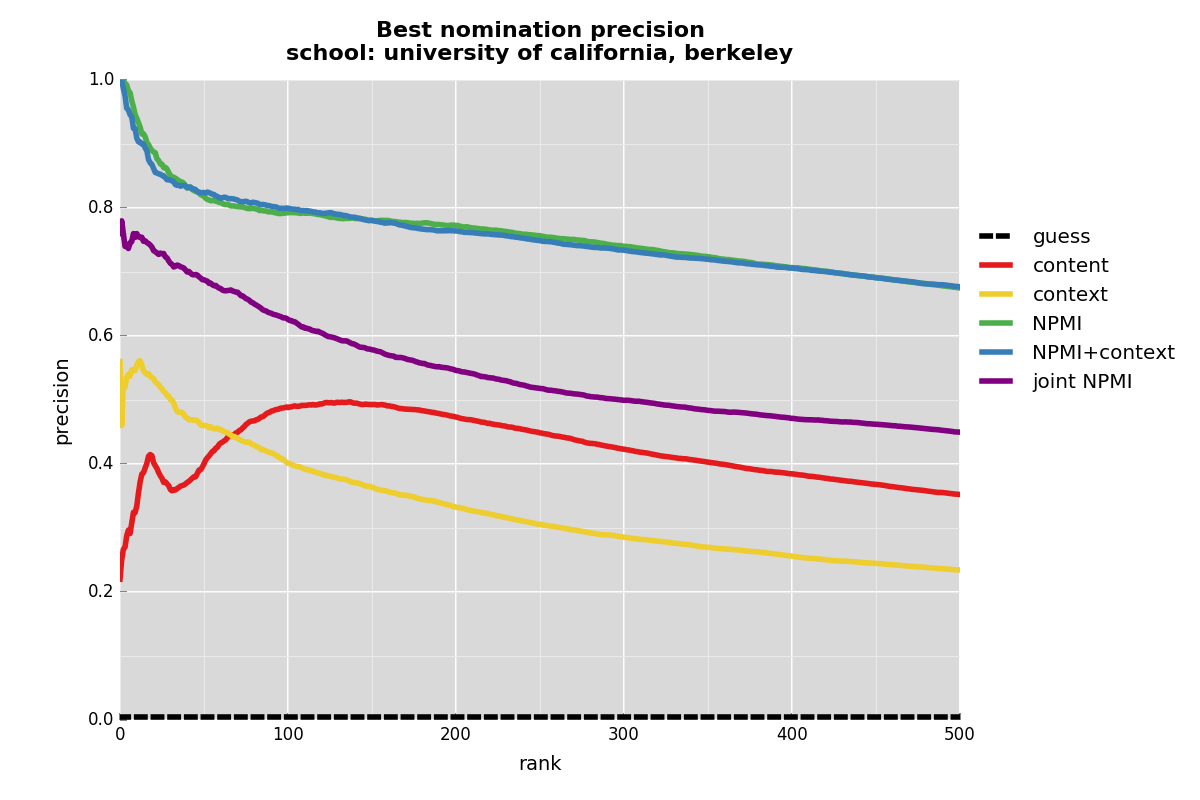 Best nomination precision
school: university of california, berkeley
precision
1.0
0.8
0.6
0.4
0.2
0.0
0
100
200
300
400
500
rank
guess
content
context
NPMI
NPMI+context
joint NPMI